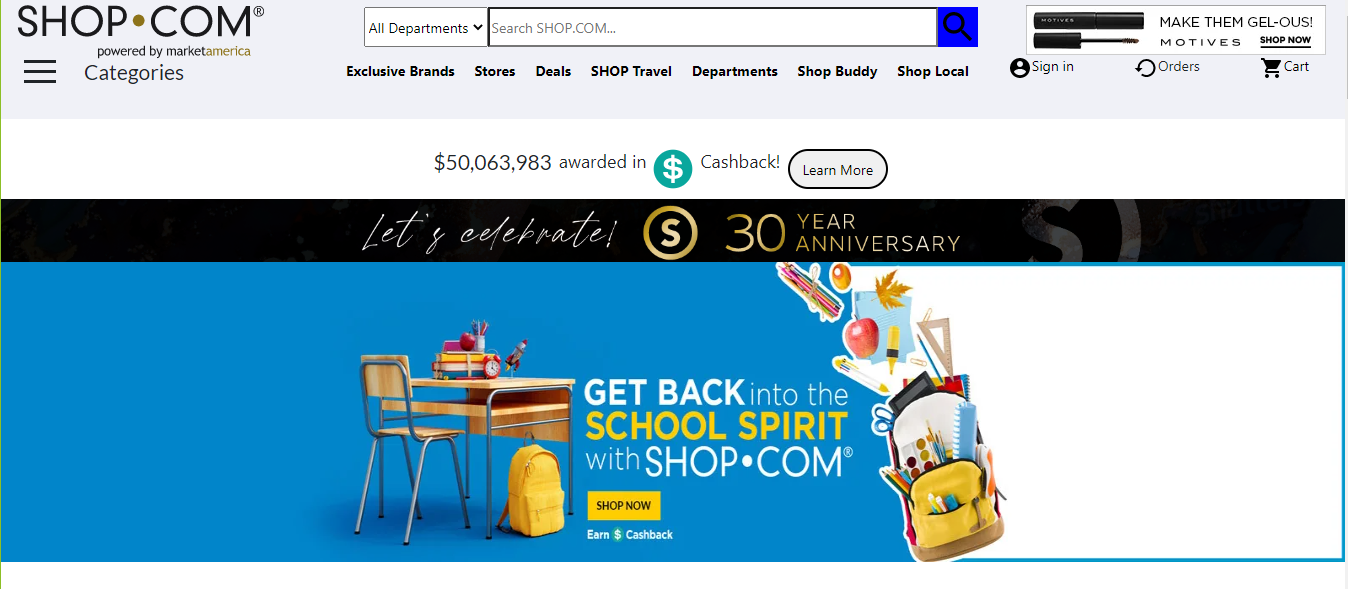 SHOP•COM®
powered by marketamerica
Categories
All Departments
Search SHOP.COM...
MOTIVES
MAKE THEM GEL-OUS!
MOTIVES SHOP NOW
Exclusive Brands Stores Deals SHOP Travel Departments Shop Buddy Shop Local
Sign in Orders Cart
$50,063,983 awarded in $ Cashback! Learn More
Let's celebrate! S 30 YEAR
ANNIVERSARY
GET BACK into the
SCHOOL SPIRIT
with SHOP•COM®
SHOP NOW
Earn $ Cashback